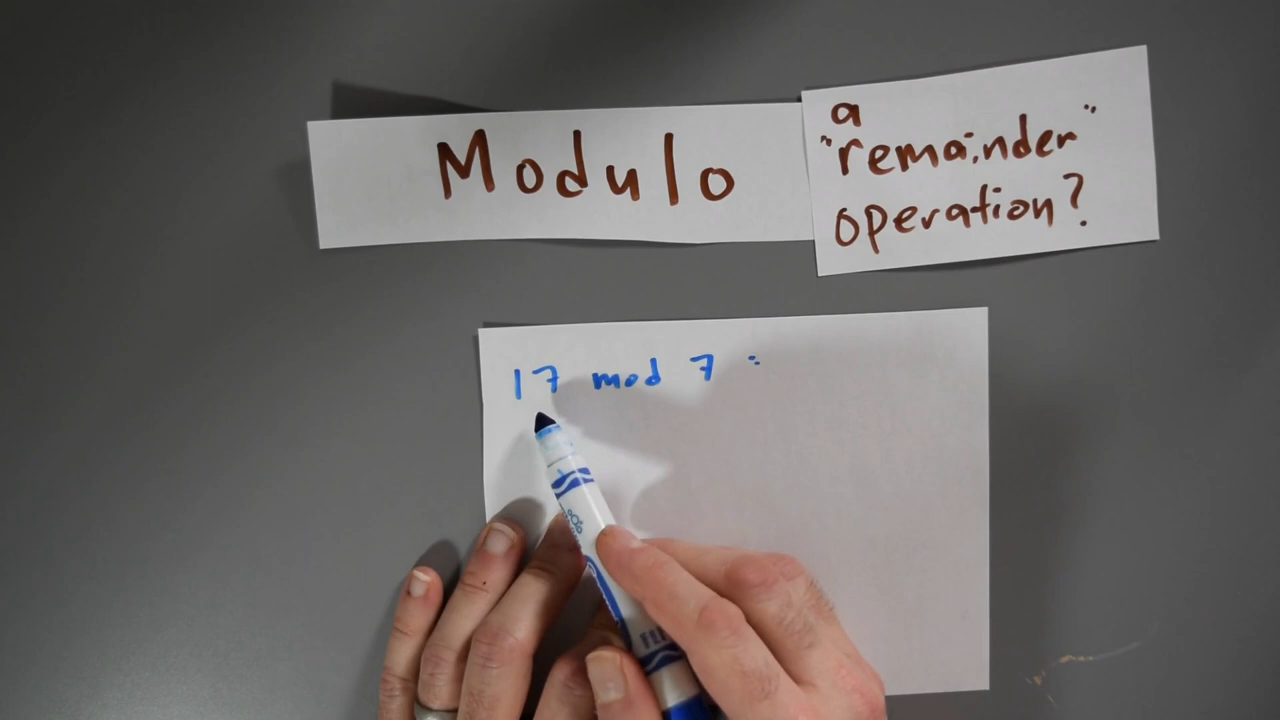 Modulo
a
"remainder"
operation?
17 mod 7 =